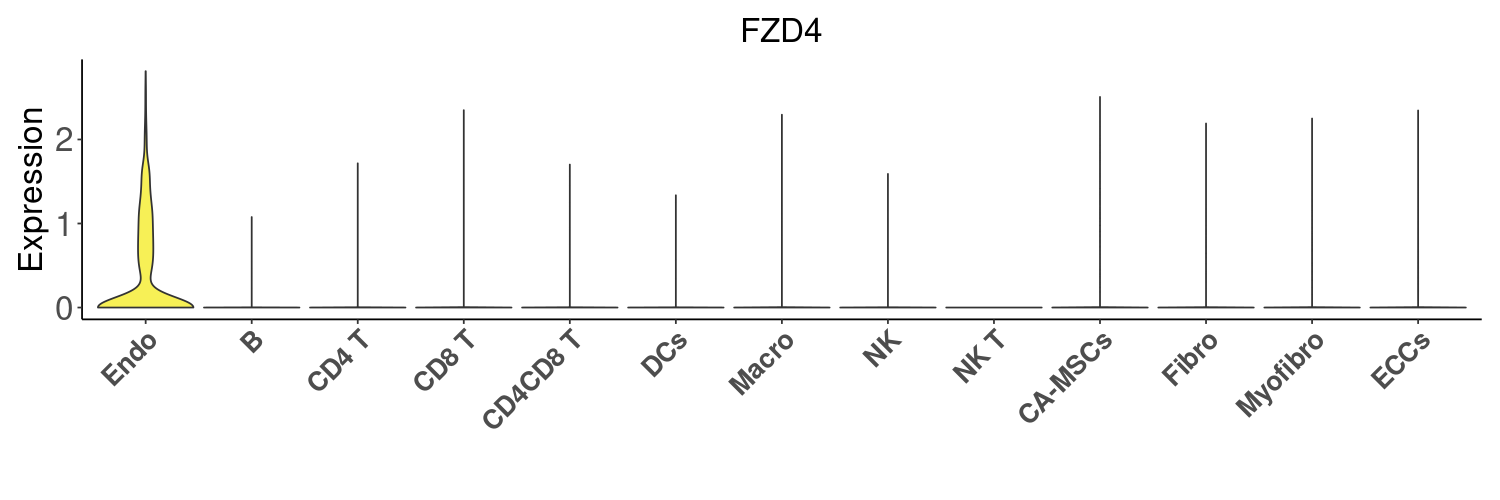 FZD4
Expression
2
1
0
Endo
B
CD4 T
CD8 T
CD4CD8 T
DCs
Macro
NK
NK T
CA-MSCs
Fibro
Myofibro
ECCs